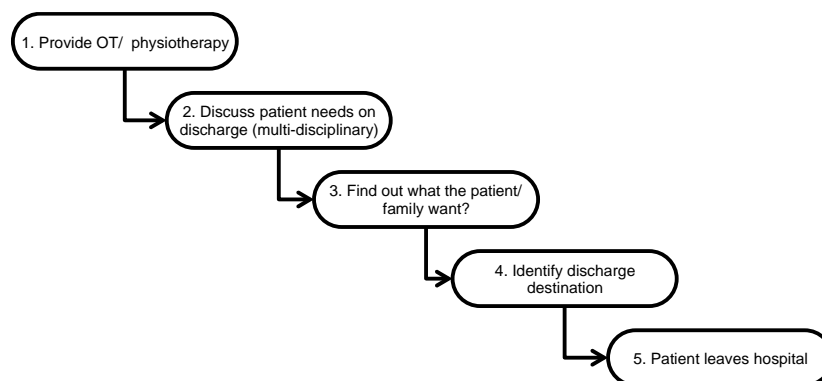 1. Provide OT/ physiotherapy
2. Discuss patient needs on
discharge (multi-disciplinary)
3. Find out what the patient/
family want?
4. Identify discharge
destination
5. Patient leaves hospital